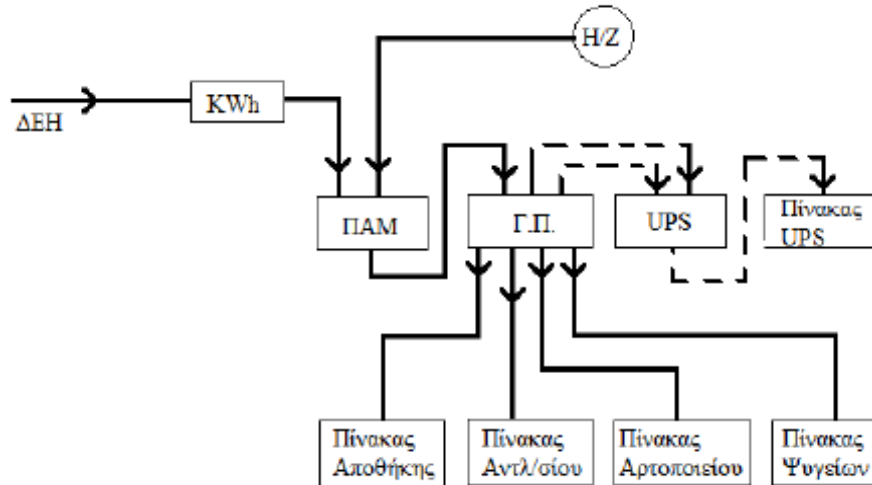 Η/Ζ
KWh
ΔΕΗ
ΠΑΜ
Γ.Π.
UPS
Πίνακας
UPS
Πίνακας
Αποθήκης
Πίνακας
Αντλ/σίου
Πίνακας
Αρτοποιείου
Πίνακας
Ψυγείων